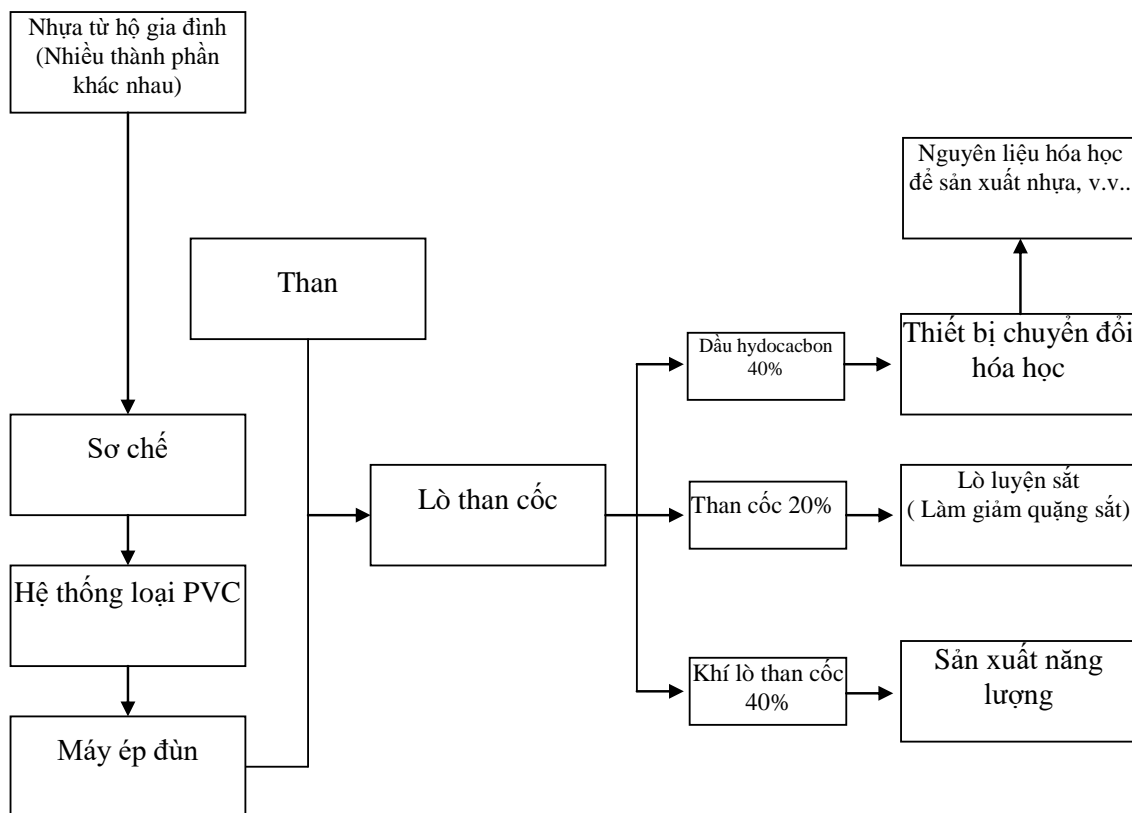 Nhựa từ hộ gia đình
(Nhiều thành phần
khác nhau)
Nguyên liệu hóa học
để sản xuất nhựa, v.v..
Than
Dầu hydocacbon
40%
Thiết bị chuyển đổi
hóa học
Sơ chế
Lò than cốc
Than cốc 20%
Lò luyện sắt
( Làm giảm quặng sắt)
Hệ thống loại PVC
Khí lò than cốc
40%
Sản xuất năng
lượng
Máy ép đùn